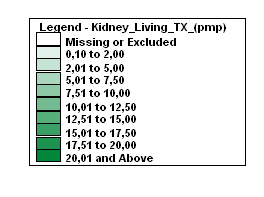 Legend - Kidney_Living_TX_(pmp)
Missing or Excluded
0,10 to 2,00
2,01 to 5,00
5,01 to 7,50
7,51 to 10,00
10,01 to 12,50
12,51 to 15,00
15,01 to 17,50
17,51 to 20,00
20,01 and Above